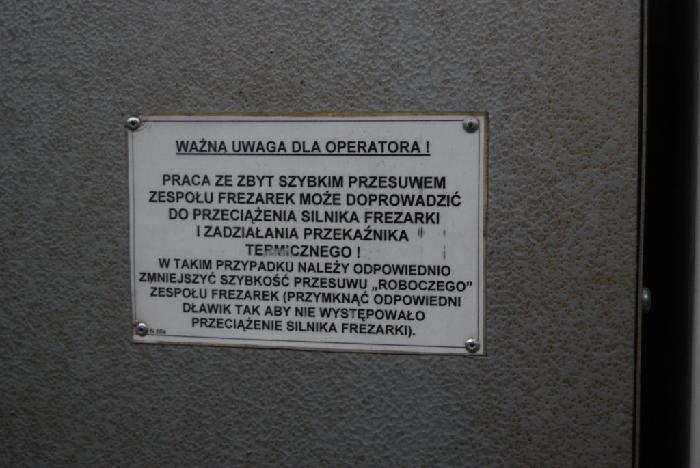 WAŻNA UWAGA DLA OPERATORA !
PRACA ZE ZBYT SZYBKIM PRZESUWEM
ZESPOŁU FREZAREK MOŻE DOPROWADZIĆ
DO PRZECIĄŻENIA SILNIKA FREZARKI
I ZADZIAŁANIA PRZEKAŹNIKA
TERMICZNEGO !
W TAKIM PRZYPADKU NALEŻY ODPOWIEDNIO
ZMNIEJSZYĆ SZYBKOŚĆ PRZESUWU „ROBOCZEGO”
ZESPOŁU FREZAREK (PRZYMKNĄĆ ODPOWIEDNI
DŁAWIK TAK ABY NIE WYSTĘPOWAŁO
PRZECIĄŻENIE SILNIKA FREZARKI).